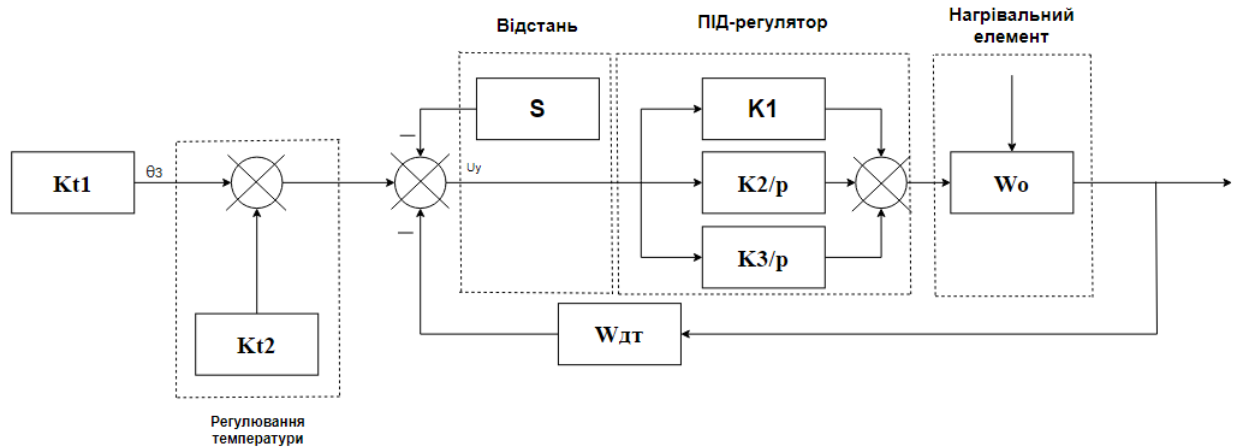 Відстань
ПІД-регулятор
Нагрівальний
елемент
S
K1
Kt1
θз
Uy
K2/p
Wo
K3/p
Kt2
Wдт
Регулювання
температури